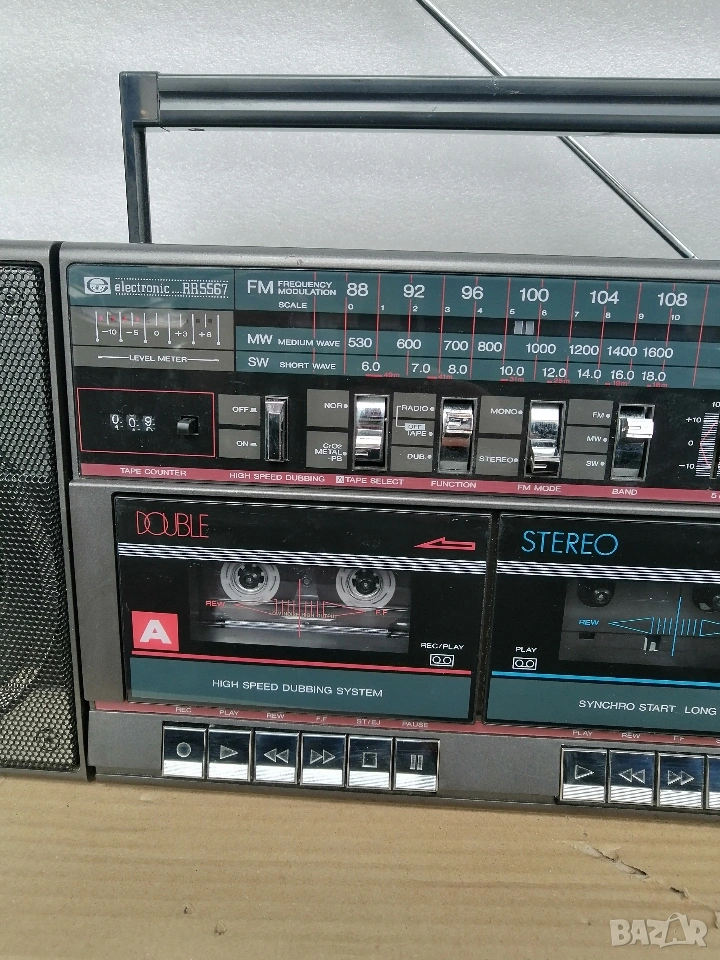 electronic RR5567
FM FREQUENCY MODULATION 88 92 96 100 104 108
SCALE 0 1 2 3 4 5 6 7 8 9 10
-10 -5 0 +3 +6
LEVEL METER
MW MEDIUM WAVE 530 600 700 800 1000 1200 1400 1600
SW SHORT WAVE 6.0 7.0 8.0 10.0 12.0 14.0 16.0 18.0
009
OFF
ON
NOR
CrO2
METAL
-PB
RADIO
OFF
TAPE
DUB.
MONO
STEREO
FM
MW
SW
+10
0
-10
TAPE COUNTER
HIGH SPEED DUBBING
A TAPE SELECT
FUNCTION
FM MODE
BAND
DOUBLE
STEREO
REW F.F
REW
A
REC/PLAY
PLAY
HIGH SPEED DUBBING SYSTEM
SYNCHRO START LONG
REC PLAY REW F.F ST/EJ PAUSE
PLAY REW F.F
BAZAR